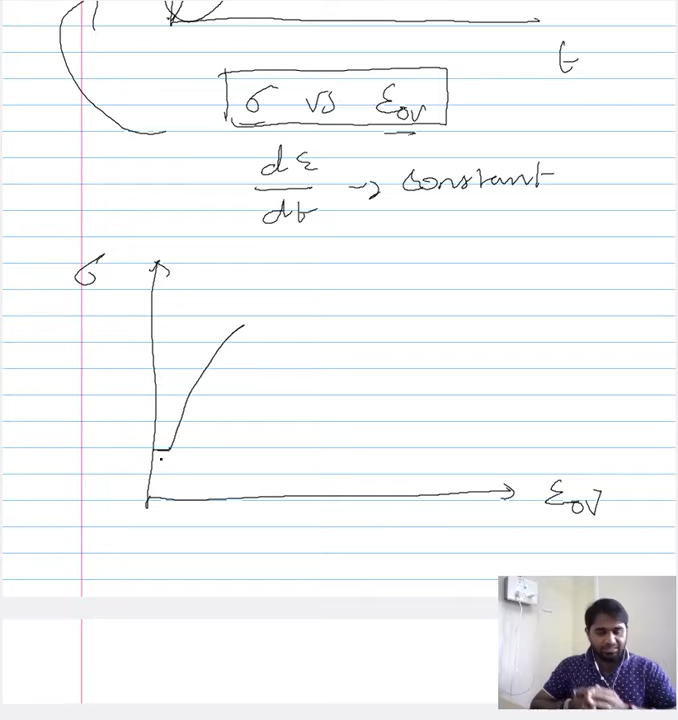 t
σ vs ε_ov
dε/dt → constant
σ
ε_ov